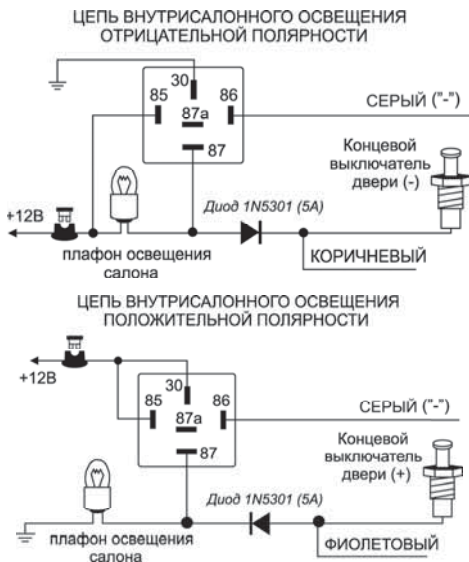 ЦЕПЬ ВНУТРИСАЛОННОГО ОСВЕЩЕНИЯ
ОТРИЦАТЕЛЬНОЙ ПОЛЯРНОСТИ
30
85
86
87a
87
СЕРЫЙ ("-")
Концевой
выключатель
двери (-)
+12В
Диод 1N5301 (5А)
плафон освещения
салона
КОРИЧНЕВЫЙ
ЦЕПЬ ВНУТРИСАЛОННОГО ОСВЕЩЕНИЯ
ПОЛОЖИТЕЛЬНОЙ ПОЛЯРНОСТИ
+12В
30
85
86
87a
87
СЕРЫЙ ("-")
Концевой
выключатель
двери (+)
Диод 1N5301 (5А)
плафон освещения
салона
ФИОЛЕТОВЫЙ